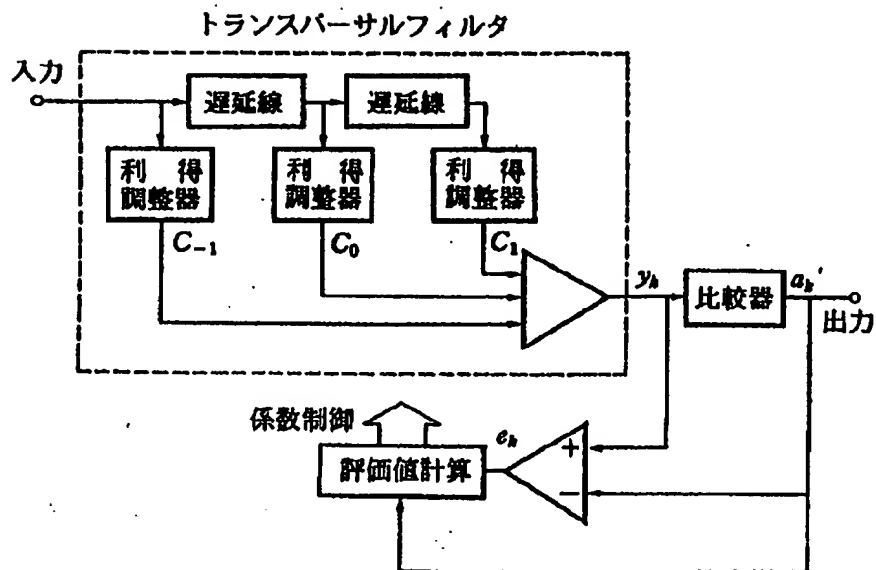 トランスバーサルフィルタ
入力
遅延線
遅延線
利得
調整器
利得
調整器
利得
調整器
C₋₁
C₀
C₁
yₖ
比較器
aₖ′
出力
係数制御
eₖ
評価値計算
+
−